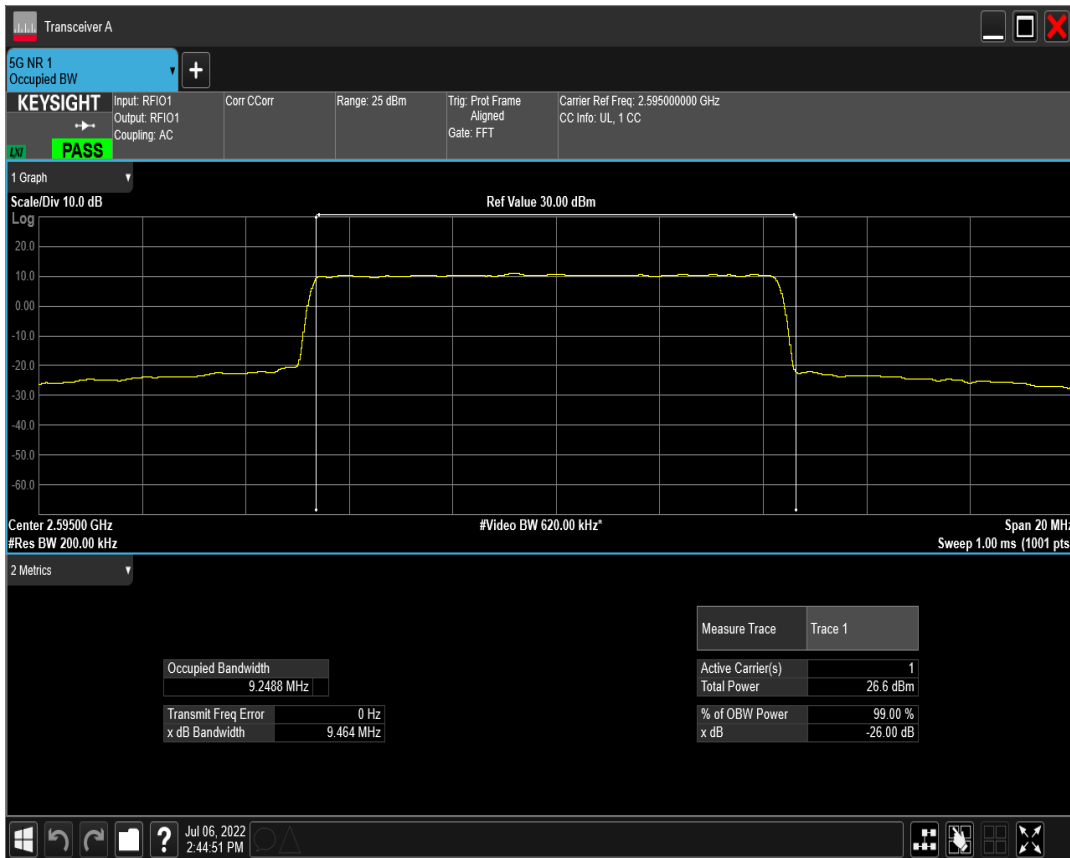 Transceiver A
5G NR 1
Occupied BW
KEYSIGHT
LXI
PASS
Input: RFIO1
Output: RFIO1
Coupling: AC
Corr CCorr
Range: 25 dBm
Trig: Prot Frame
Aligned
Gate: FFT
Carrier Ref Freq: 2.595000000 GHz
CC Info: UL, 1 CC
1 Graph
Scale/Div 10.0 dB
Ref Value 30.00 dBm
Log
20.0
10.0
0.00
-10.0
-20.0
-30.0
-40.0
-50.0
-60.0
Center 2.59500 GHz
#Video BW 620.00 kHz*
Span 20 MHz
#Res BW 200.00 kHz
Sweep 1.00 ms (1001 pts
2 Metrics
Measure Trace Trace 1
Occupied Bandwidth
9.2488 MHz
Active Carrier(s) 1
Total Power 26.6 dBm
Transmit Freq Error 0 Hz
x dB Bandwidth 9.464 MHz
% of OBW Power 99.00 %
x dB -26.00 dB
Jul 06, 2022
2:44:51 PM